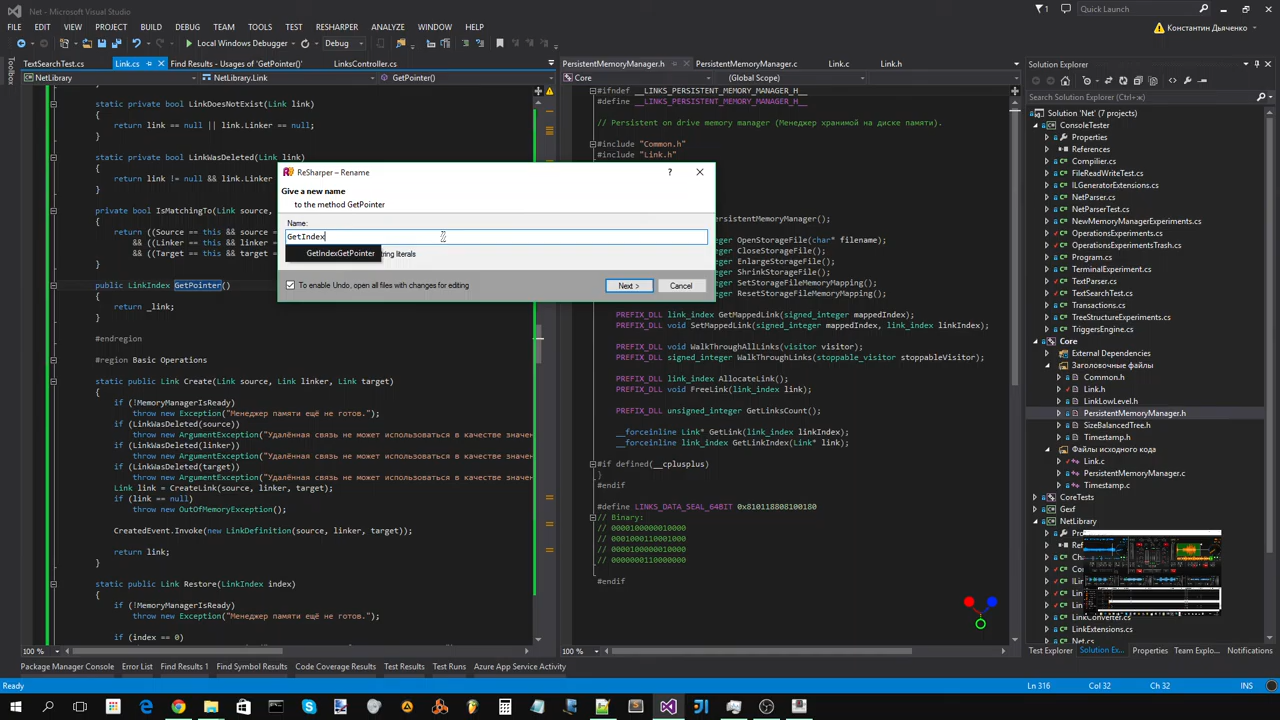 Net - Microsoft Visual Studio
1
Quick Launch
FILE EDIT VIEW PROJECT BUILD DEBUG TEAM TOOLS TEST RESHARPER ANALYZE WINDOW HELP
Константин Дьяченко
Local Windows Debugger
Debug
Toolbox
TextSearchTest.cs Link.cs Find Results - Usages of 'GetPointer()' LinksController.cs
NetLibrary NetLibrary.Link GetPointer()
static private bool LinkDoesNotExist(Link link)
{
return link == null || link.Linker == null;
}
static private bool LinkWasDeleted(Link link)
{
return link != null && link.Linker
}
static private bool IsMatchingTo(Link source,
{
return ((Source == this && source
|| ((Linker == this && source
|| ((Target == this && source
}
public LinkIndex GetPointer()
{
return _link;
}
#endregion
#region Basic Operations
static public Link Create(Link source, Link linker, Link target)
{
if (!MemoryManagerIsReady)
throw new Exception("Менеджер памяти ещё не готов.");
if (LinkWasDeleted(source))
throw new ArgumentException("Удалённая связь не может использоваться в качестве значен
if (LinkWasDeleted(linker))
throw new ArgumentException("Удалённая связь не может использоваться в качестве значен
if (LinkWasDeleted(target))
throw new ArgumentException("Удалённая связь не может использоваться в качестве значен
Link link = CreateLink(source, linker, target);
if (link == null)
throw new OutOfMemoryException();
CreatedEvent.Invoke(new LinkDefinition(link));
return link;
}
static public Link Restore(LinkIndex index)
{
if (!MemoryManagerIsReady)
throw new Exception("Менеджер памяти ещё не готов.");
if (index == 0)
100 %
ReSharper – Rename
?
Give a new name
to the method GetPointer
Name:
GetIndex
GetIndexGetPointer
ring literals
To enable Undo, open all files with changes for editing
Next >
Cancel
PersistentMemoryManager.h PersistentMemoryManager.c Link.c Link.h
Core (Global Scope)
#ifndef __LINKS_PERSISTENT_MEMORY_MANAGER_H__
#define __LINKS_PERSISTENT_MEMORY_MANAGER_H__
// Persistent on drive memory manager (Менеджер хранимой на диске памяти).
#include "Common.h"
#include "Link.h"
ersistentMemoryManager();
nteger OpenStorageFile(char* filename);
nteger CloseStorageFile();
nteger EnlargeStorageFile();
nteger ShrinkStorageFile();
nteger SetStorageFileMemoryMapping();
nteger ResetStorageFileMemoryMapping();
PREFIX_DLL link_index GetMappedLink(signed_integer mappedIndex);
PREFIX_DLL void SetMappedLink(signed_integer mappedIndex, link_index linkIndex);
PREFIX_DLL void WalkThroughAllLinks(visitor visitor);
PREFIX_DLL signed_integer WalkThroughLinks(stoppable_visitor stoppableVisitor);
PREFIX_DLL link_index AllocateLink();
PREFIX_DLL void FreeLink(link_index link);
PREFIX_DLL unsigned_integer GetLinksCount();
__forceinline Link* GetLink(link_index linkIndex);
__forceinline link_index GetLinkIndex(Link* link);
#if defined(__cplusplus)
}
#endif
#define LINKS_DATA_SEAL_64BIT 0x810118808100180
// Binary:
// 0000100000010000
// 0001000110001000
// 0000100000010000
// 0000000110000000
#endif
100 %
Solution Explorer
Search Solution Explorer (Ctrl+ж)
Solution 'Net' (7 projects)
ConsoleTester
Properties
References
Compiler.cs
FileReadWriteTest.cs
ILGeneratorExtensions.cs
NetParser.cs
NetParserTest.cs
NewMemoryManagerExperiments.cs
OperationsExperiments.cs
OperationsExperimentsTrash.cs
Program.cs
TerminalExperiments.cs
TextParser.cs
TextSearchTest.cs
Transactions.cs
TreeStructureExperiments.cs
TriggersEngine.cs
Core
External Dependencies
Заголовочные файлы
Common.h
Link.h
LinkLowLevel.h
PersistentMemoryManager.h
SizeBalancedTree.h
Timestamp.h
Файлы исходного кода
Link.c
PersistentMemoryManager.c
Timestamp.c
CoreTests
Gexf
NetLibrary
LinkConverter.cs
LinkExtensions.cs
Net.cs
Test Explorer Solution Ex... Properties Team Explo... Notifications
Package Manager Console Error List Find Results 1 Find Symbol Results Code Coverage Results Test Results Test Runs Azure App Service Activity
Ready
Ln 316 Col 32 Ch 32 INS